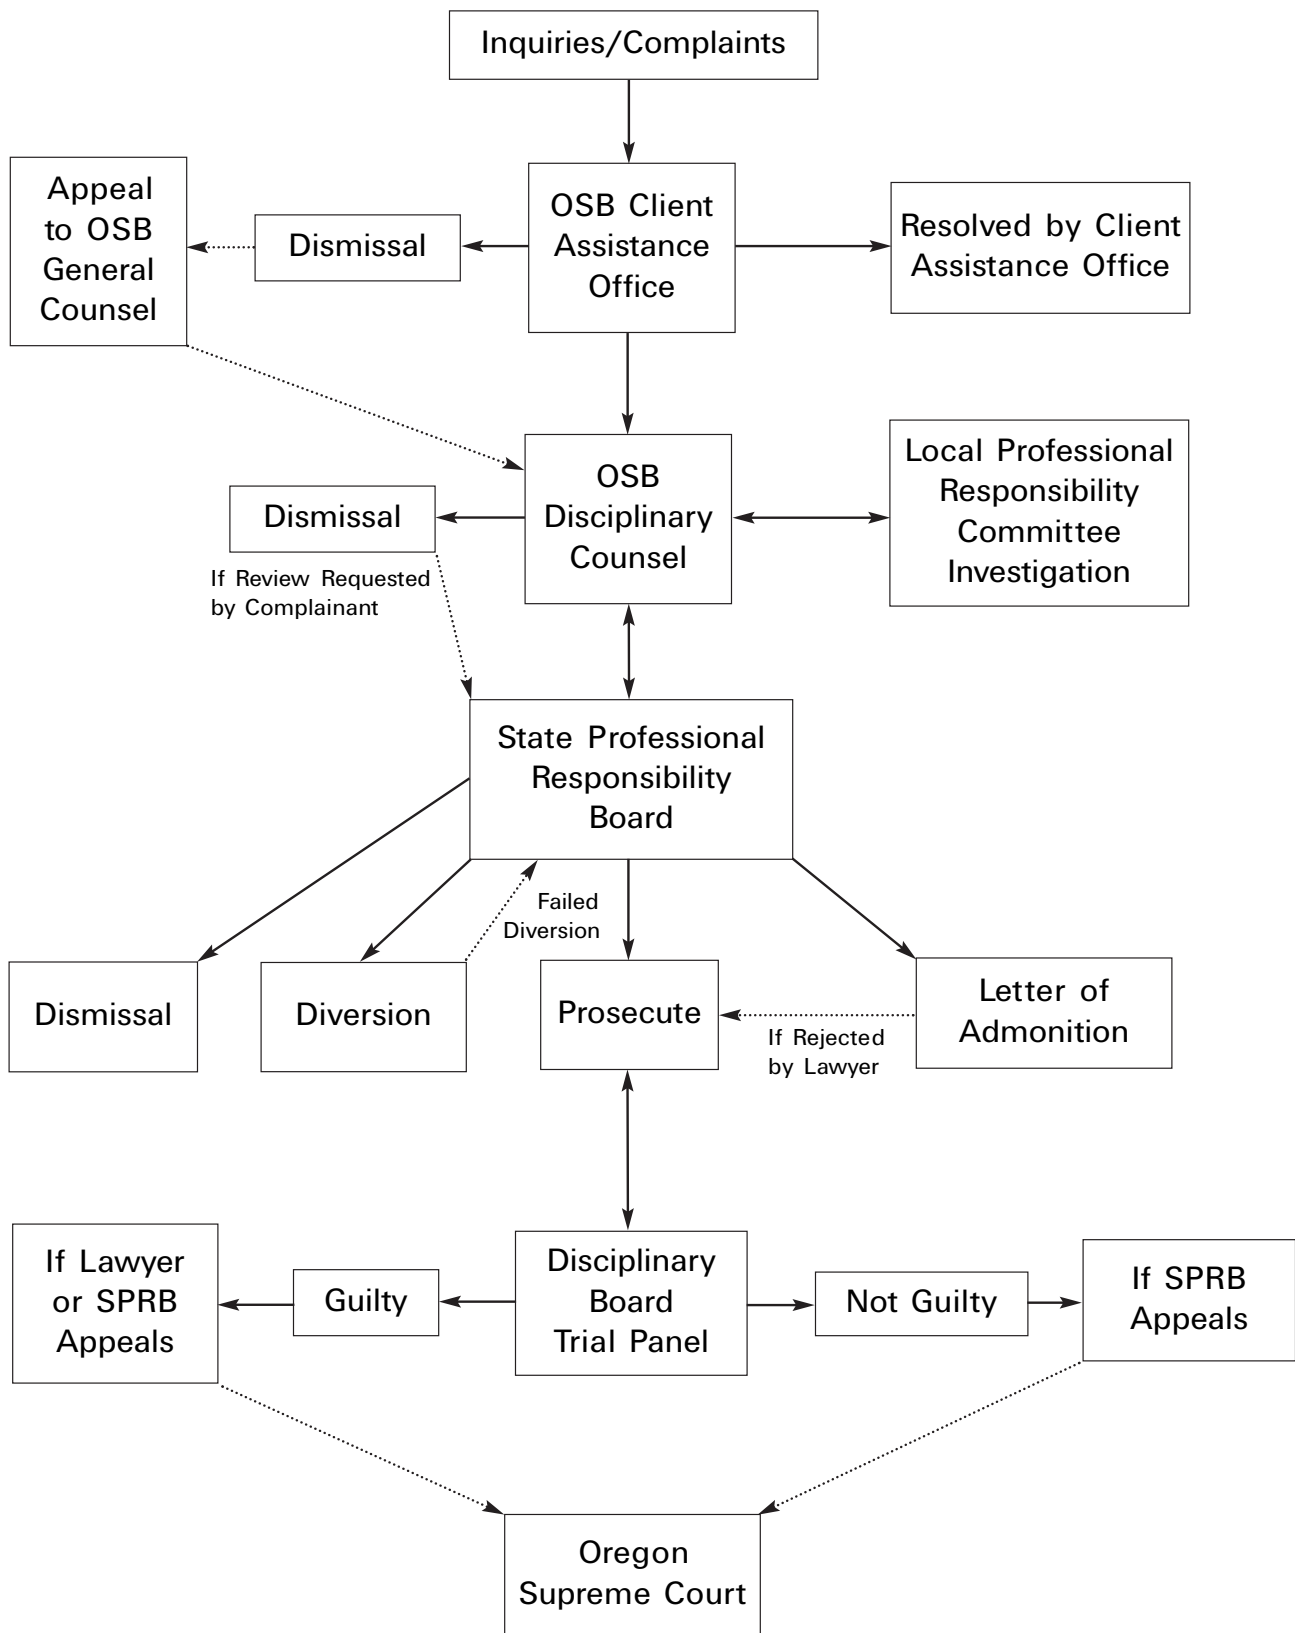 Inquiries/Complaints
Appeal
to OSB
General
Counsel
Dismissal
OSB Client
Assistance
Office
Resolved by Client
Assistance Office
Dismissal
If Review Requested
by Complainant
OSB
Disciplinary
Counsel
Local Professional
Responsibility
Committee
Investigation
State Professional
Responsibility
Board
Failed
Diversion
Dismissal
Diversion
Prosecute
If Rejected
by Lawyer
Letter of
Admonition
If Lawyer
or SPRB
Appeals
Guilty
Disciplinary
Board
Trial Panel
Not Guilty
If SPRB
Appeals
Oregon
Supreme Court